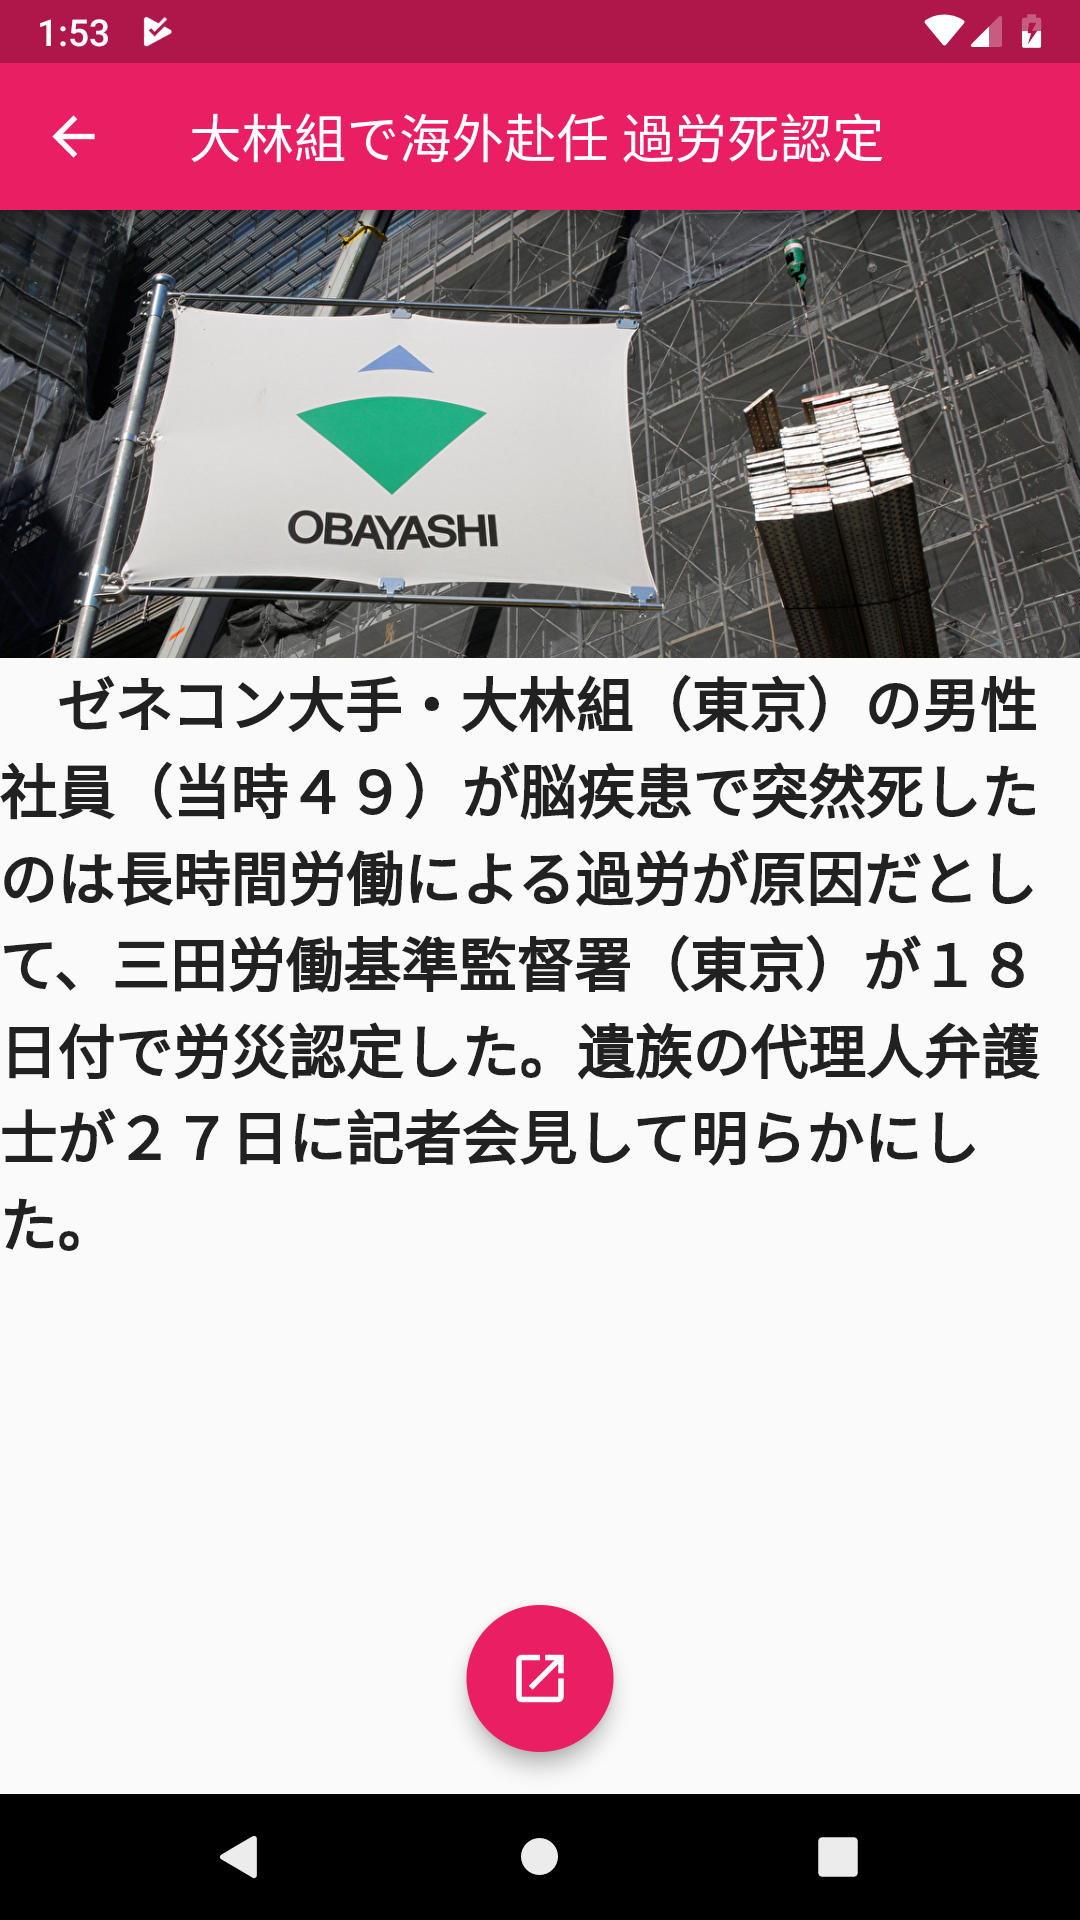 1:53
大林組で海外赴任 過労死認定
OBAYASHI
　ゼネコン大手・大林組（東京）の男性
社員（当時４９）が脳疾患で突然死した
のは長時間労働による過労が原因だとし
て、三田労働基準監督署（東京）が１８
日付で労災認定した。遺族の代理人弁護
士が２７日に記者会見して明らかにし
た。